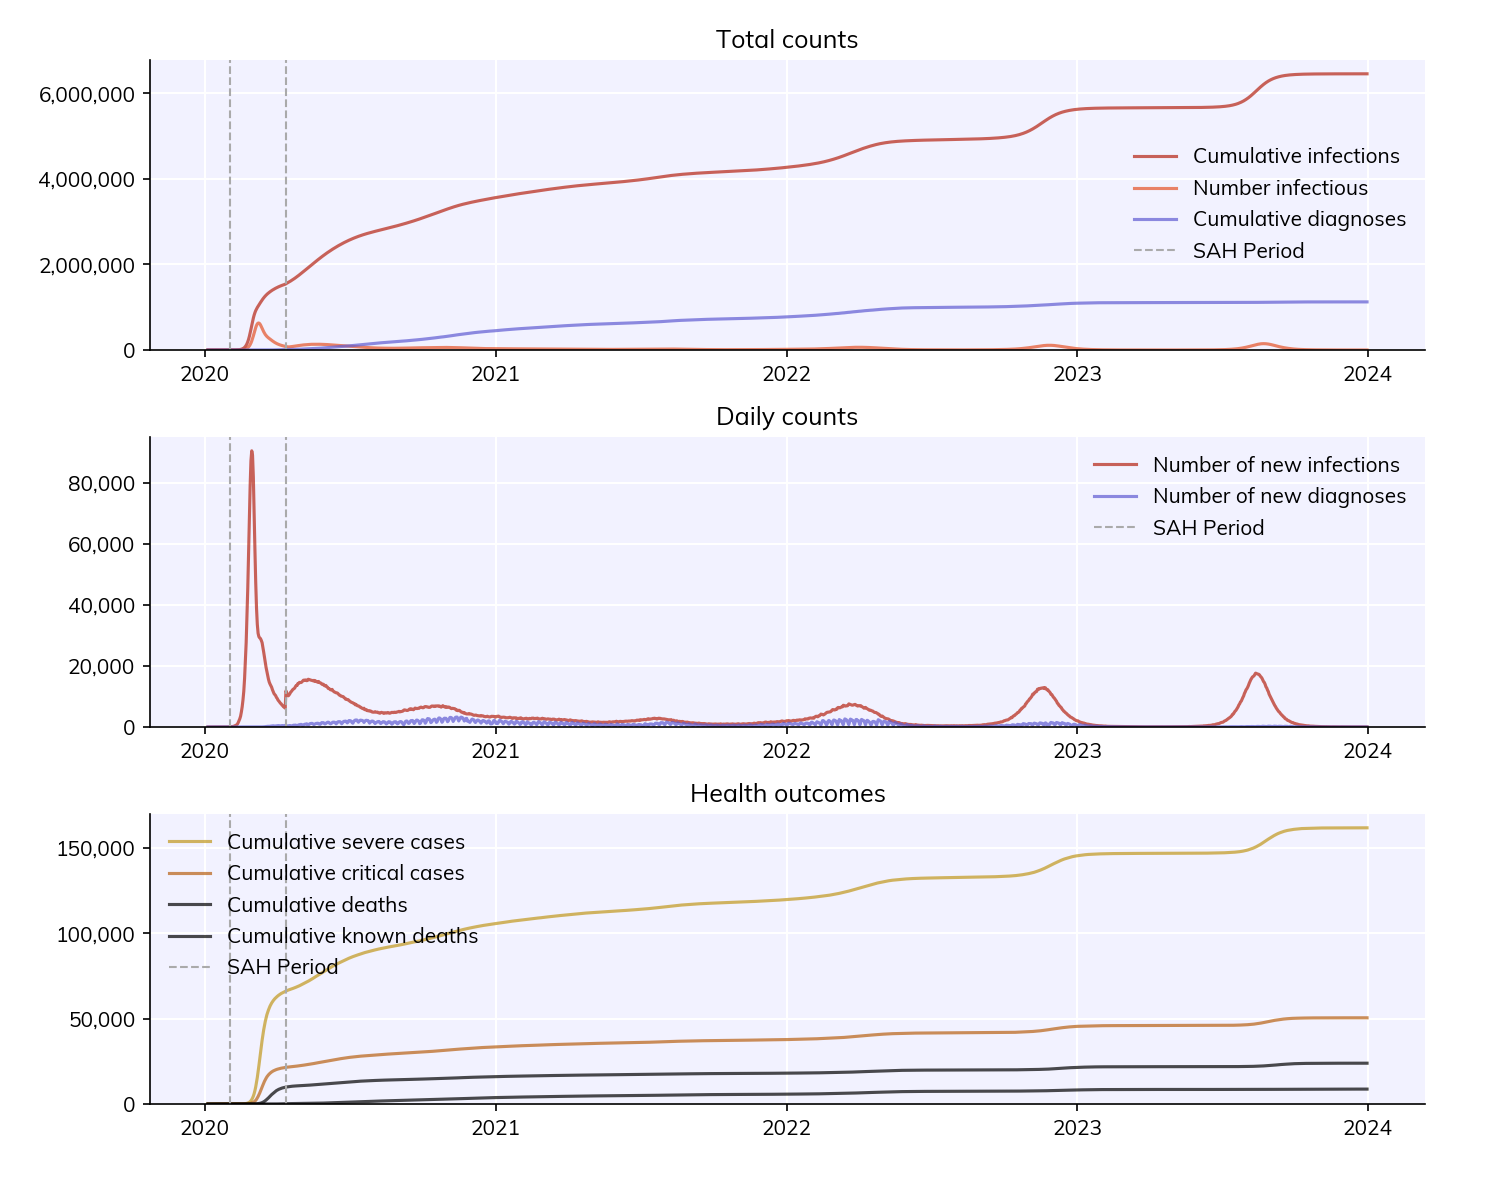 Total counts
6,000,000
4,000,000
2,000,000
0
Cumulative infections
Number infectious
Cumulative diagnoses
SAH Period
2020 2021 2022 2023 2024
Daily counts
80,000
60,000
40,000
20,000
0
Number of new infections
Number of new diagnoses
SAH Period
2020 2021 2022 2023 2024
Health outcomes
150,000
100,000
50,000
0
Cumulative severe cases
Cumulative critical cases
Cumulative deaths
Cumulative known deaths
SAH Period
2020 2021 2022 2023 2024